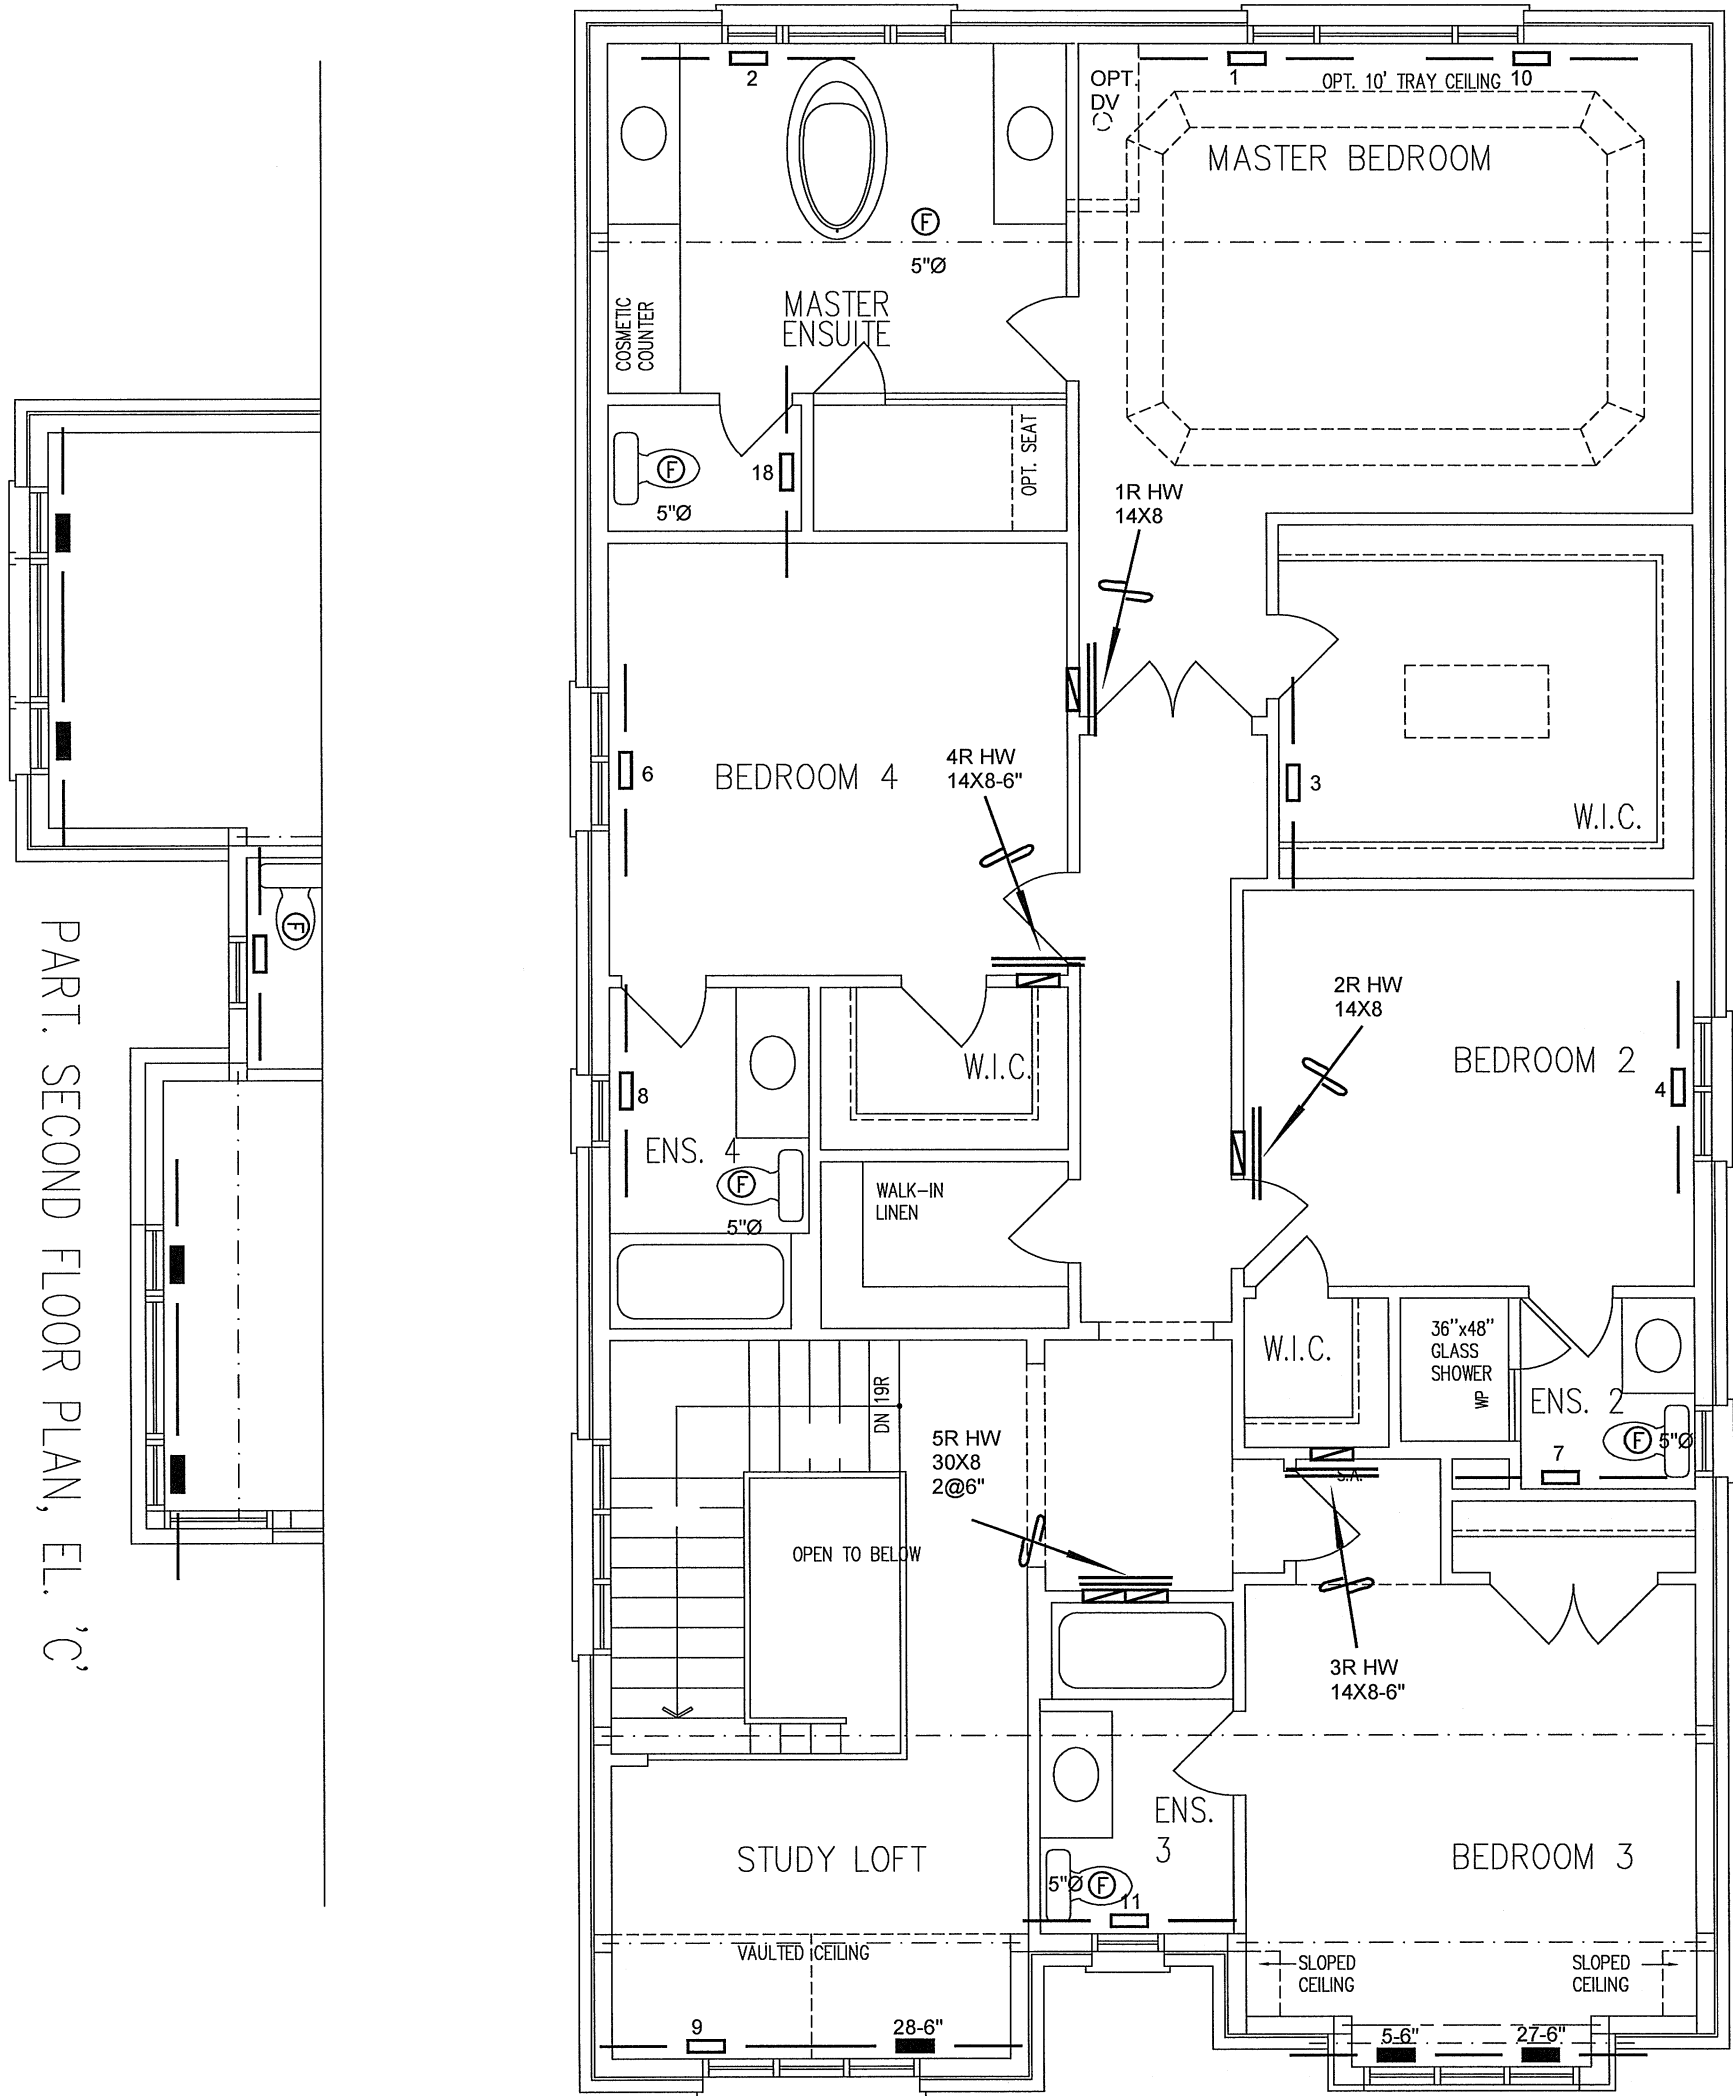 2
1
OPT. 10' TRAY CEILING
10
OPT.
DV
MASTER BEDROOM
F
5"Ø
COSMETIC
COUNTER
MASTER
ENSUITE
OPT. SEAT
18
F
5"Ø
1R HW
14X8
6
BEDROOM 4
4R HW
14X8-6"
3
W.I.C.
2R HW
14X8
BEDROOM 2
4
W.I.C.
8
ENS. 4
F
5"Ø
WALK-IN
LINEN
W.I.C.
36"x48"
GLASS
SHOWER
WP
ENS. 2
F
5"Ø
7
DN 19R
5R HW
30X8
2@6"
S.A.
OPEN TO BELOW
3R HW
14X8-6"
STUDY LOFT
ENS.
3
BEDROOM 3
5"Ø
F
11
VAULTED CEILING
SLOPED
CEILING
SLOPED
CEILING
9
28-6"
5-6"
27-6"
F
PART. SECOND FLOOR PLAN, EL. 'C'